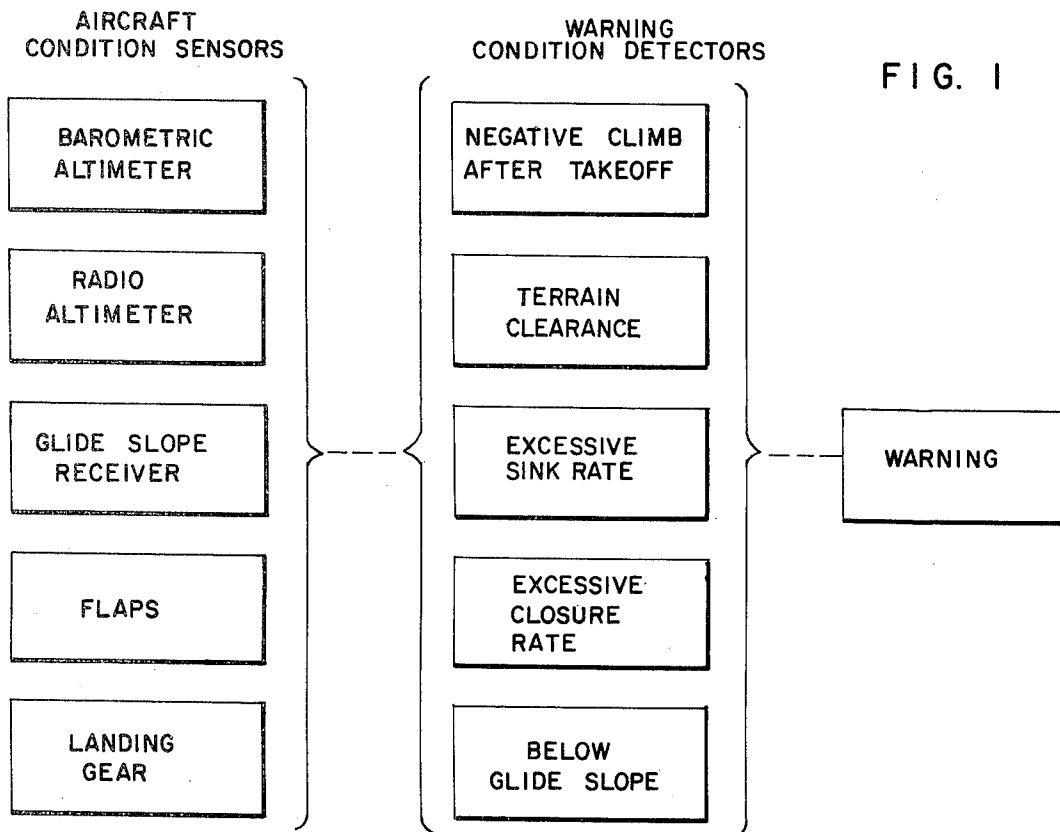 AIRCRAFT
CONDITION SENSORS
BAROMETRIC
ALTIMETER
RADIO
ALTIMETER
GLIDE SLOPE
RECEIVER
FLAPS
LANDING
GEAR
WARNING
CONDITION DETECTORS
NEGATIVE CLIMB
AFTER TAKEOFF
TERRAIN
CLEARANCE
EXCESSIVE
SINK RATE
EXCESSIVE
CLOSURE
RATE
BELOW
GLIDE SLOPE
FIG. 1
WARNING